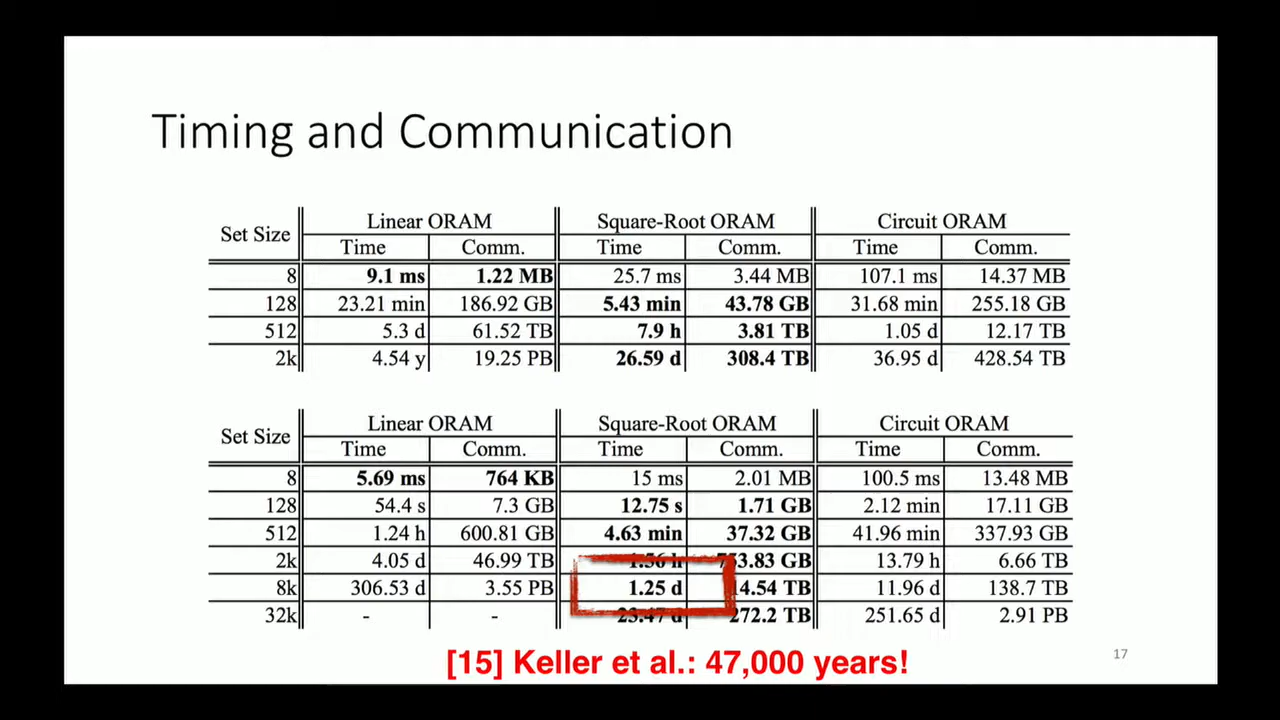 Timing and Communication
Set Size Linear ORAM Square-Root ORAM Circuit ORAM
Time Comm. Time Comm. Time Comm.
8 9.1 ms 1.22 MB 25.7 ms 3.44 MB 107.1 ms 14.37 MB
128 23.21 min 186.92 GB 5.43 min 43.78 GB 31.68 min 255.18 GB
512 5.3 d 61.52 TB 7.9 h 3.81 TB 1.05 d 12.17 TB
2k 4.54 y 19.25 PB 26.59 d 308.4 TB 36.95 d 428.54 TB
Set Size Linear ORAM Square-Root ORAM Circuit ORAM
Time Comm. Time Comm. Time Comm.
8 5.69 ms 764 KB 15 ms 2.01 MB 100.5 ms 13.48 MB
128 54.4 s 7.3 GB 12.75 s 1.71 GB 2.12 min 17.11 GB
512 1.24 h 600.81 GB 4.63 min 37.32 GB 41.96 min 337.93 GB
2k 4.05 d 46.99 TB 1.56 h 753.83 GB 13.79 h 6.66 TB
8k 306.53 d 3.55 PB 1.25 d 14.54 TB 11.96 d 138.7 TB
32k - - 23.47 d 272.2 TB 251.65 d 2.91 PB
[15] Keller et al.: 47,000 years!
17